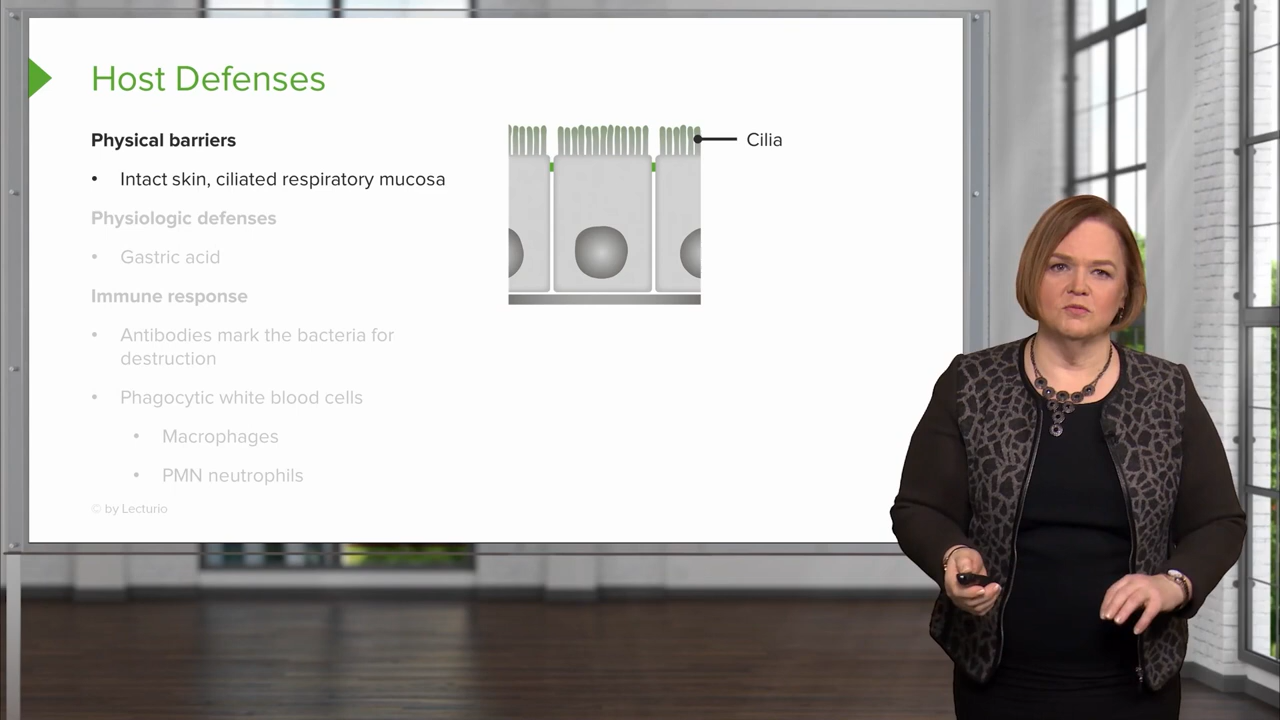 Host Defenses
Physical barriers
• Intact skin, ciliated respiratory mucosa
Physiologic defenses
• Gastric acid
Immune response
• Antibodies mark the bacteria for
destruction
• Phagocytic white blood cells
• Macrophages
• PMN neutrophils
© by Lecturio
Cilia